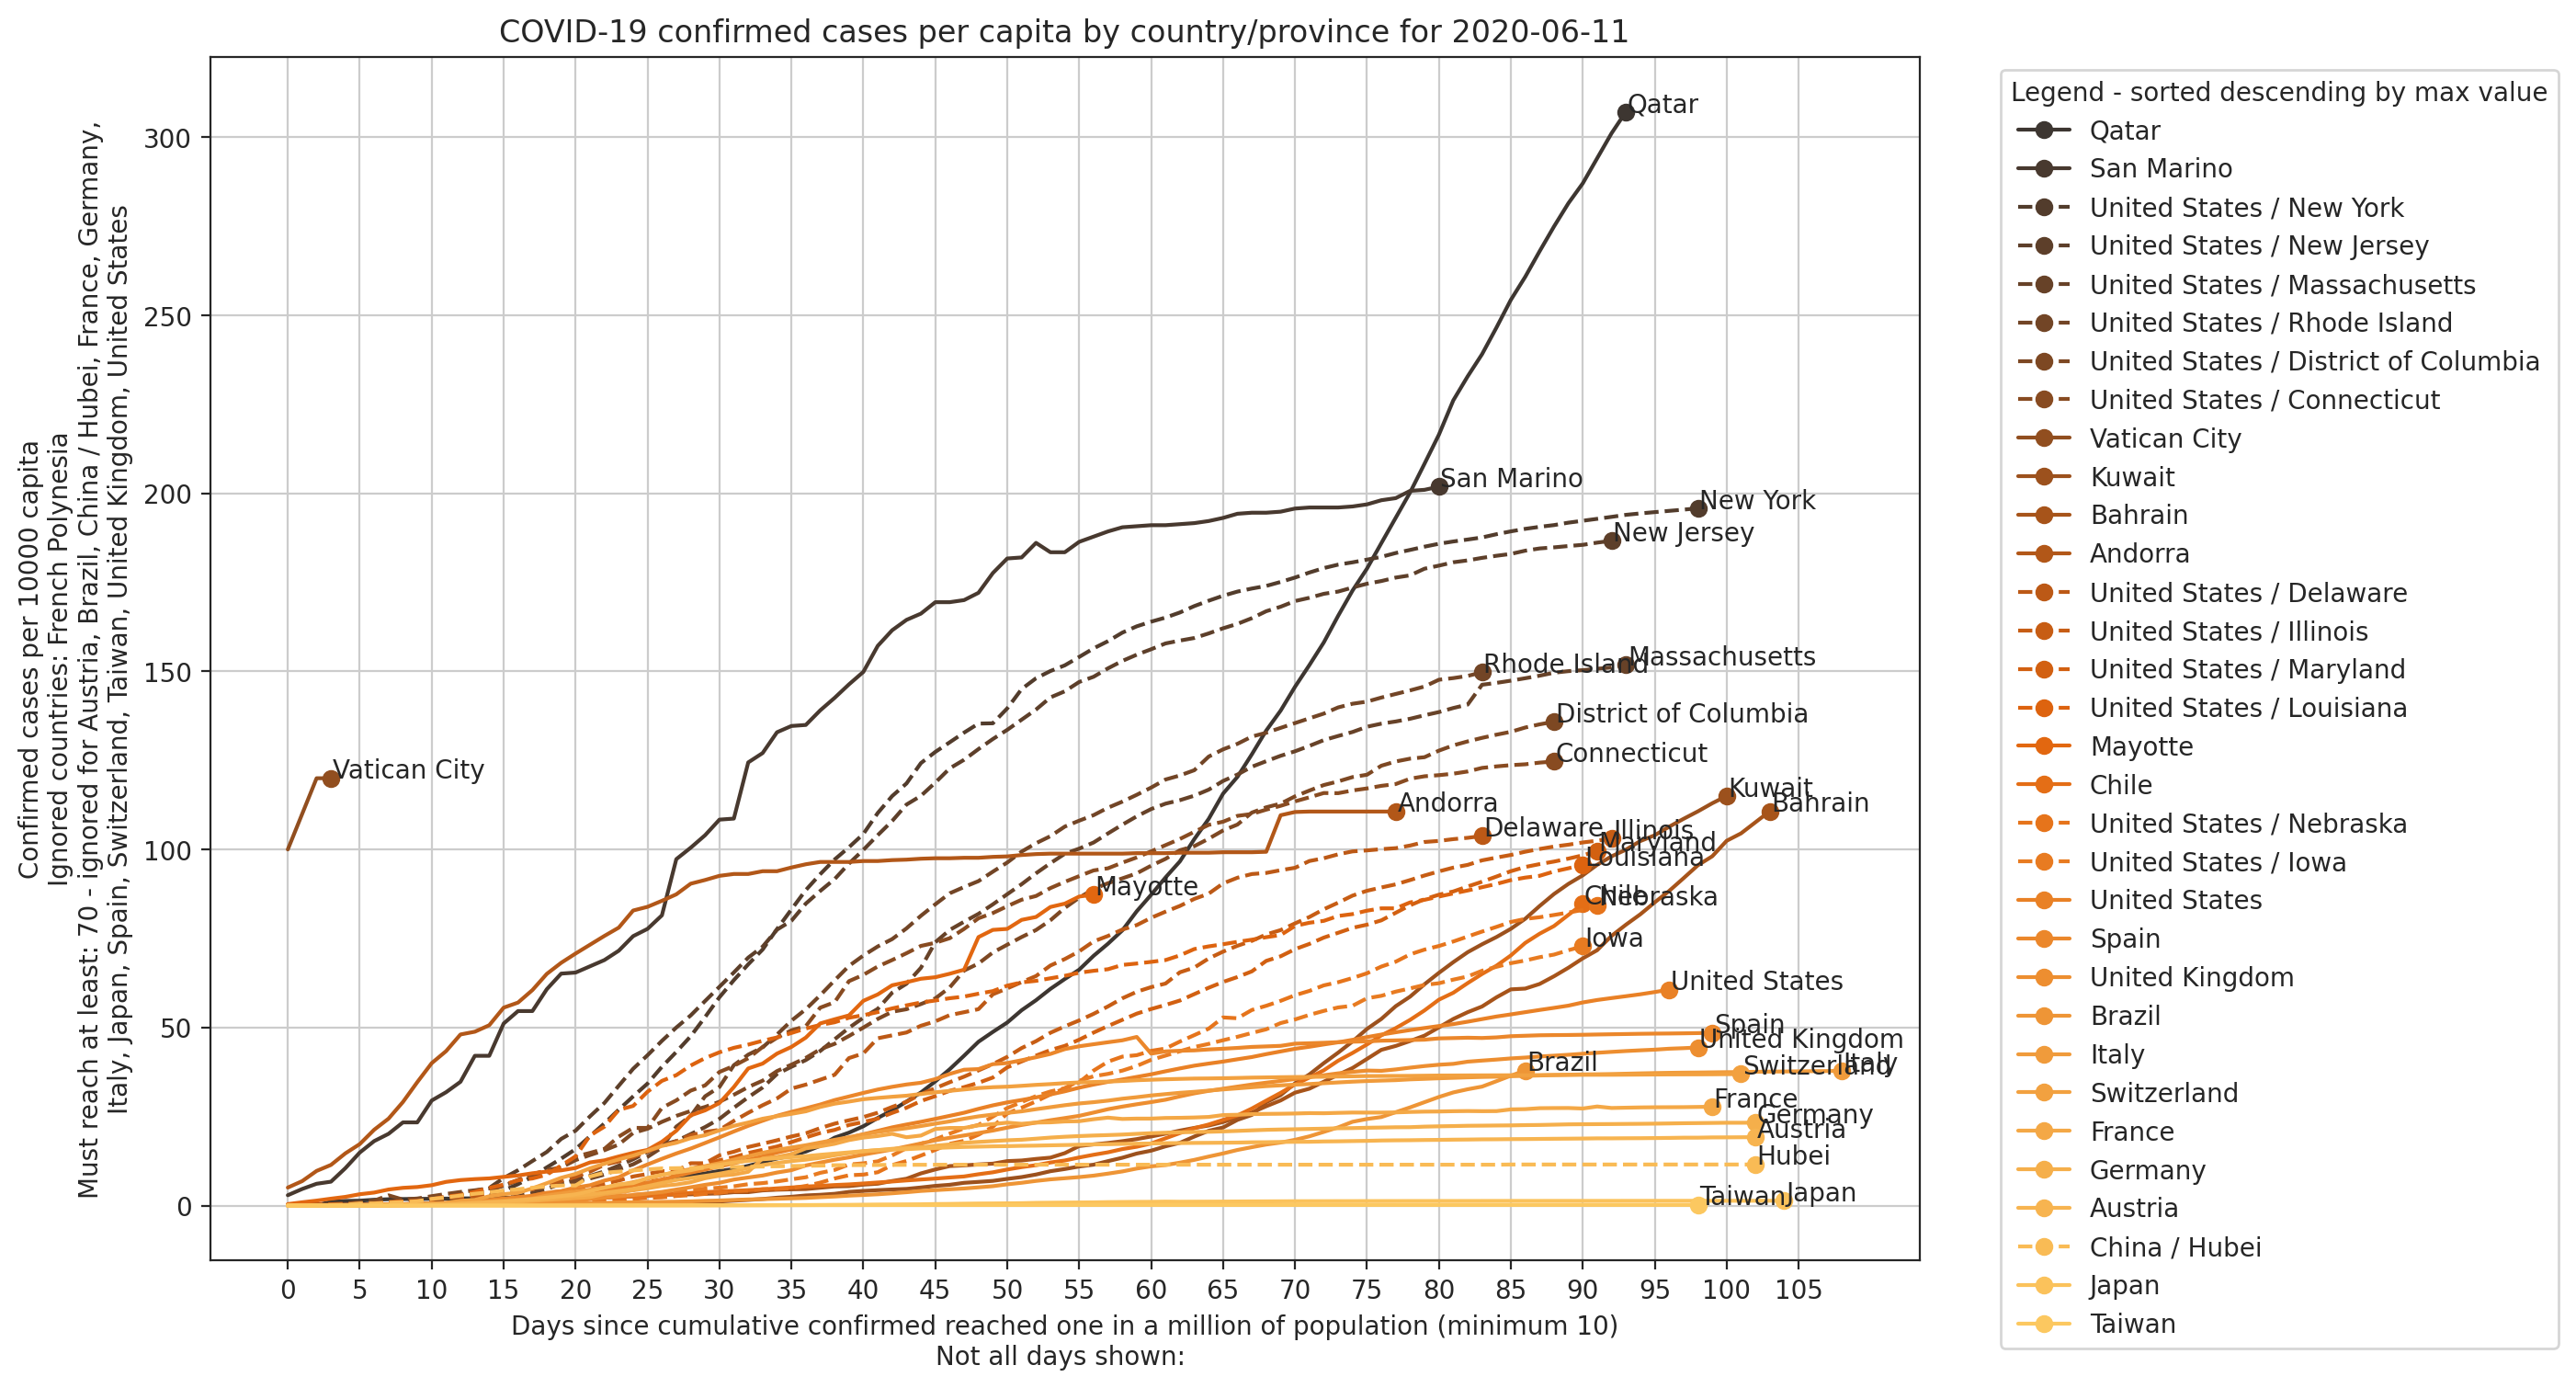 COVID-19 confirmed cases per capita by country/province for 2020-06-11
Confirmed cases per 10000 capita
Ignored countries: French Polynesia
Must reach at least: 70 - ignored for Austria, Brazil, China / Hubei, France, Germany,
Italy, Japan, Spain, Switzerland, Taiwan, United Kingdom, United States
300
250
200
150
100
50
0
Qatar
San Marino
New York
New Jersey
Massachusetts
Rhode Island
District of Columbia
Connecticut
Vatican City
Kuwait
Bahrain
Andorra
Delaware
Illinois
Maryland
Louisiana
Mayotte
Chile
Nebraska
Iowa
United States
Spain
United Kingdom
Brazil
Italy
Switzerland
France
Germany
Austria
Hubei
Japan
Taiwan
0 5 10 15 20 25 30 35 40 45 50 55 60 65 70 75 80 85 90 95 100 105
Days since cumulative confirmed reached one in a million of population (minimum 10)
Not all days shown:
Legend - sorted descending by max value
Qatar
San Marino
United States / New York
United States / New Jersey
United States / Massachusetts
United States / Rhode Island
United States / District of Columbia
United States / Connecticut
Vatican City
Kuwait
Bahrain
Andorra
United States / Delaware
United States / Illinois
United States / Maryland
United States / Louisiana
Mayotte
Chile
United States / Nebraska
United States / Iowa
United States
Spain
United Kingdom
Brazil
Italy
Switzerland
France
Germany
Austria
China / Hubei
Japan
Taiwan